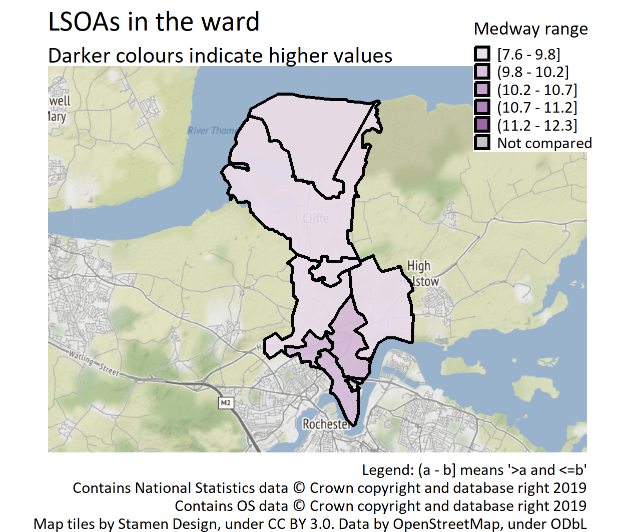 LSOAs in the ward
Darker colours indicate higher values
Medway range
[7.6 - 9.8]
(9.8 - 10.2]
(10.2 - 10.7]
(10.7 - 11.2]
(11.2 - 12.3]
Not compared
well
Mary
River Tham
Cliffe
High
lstow
Watling-Street
M2
Rochester
Legend: (a - b] means '>a and <=b'
Contains National Statistics data © Crown copyright and database right 2019
Contains OS data © Crown copyright and database right 2019
Map tiles by Stamen Design, under CC BY 3.0. Data by OpenStreetMap, under ODbL